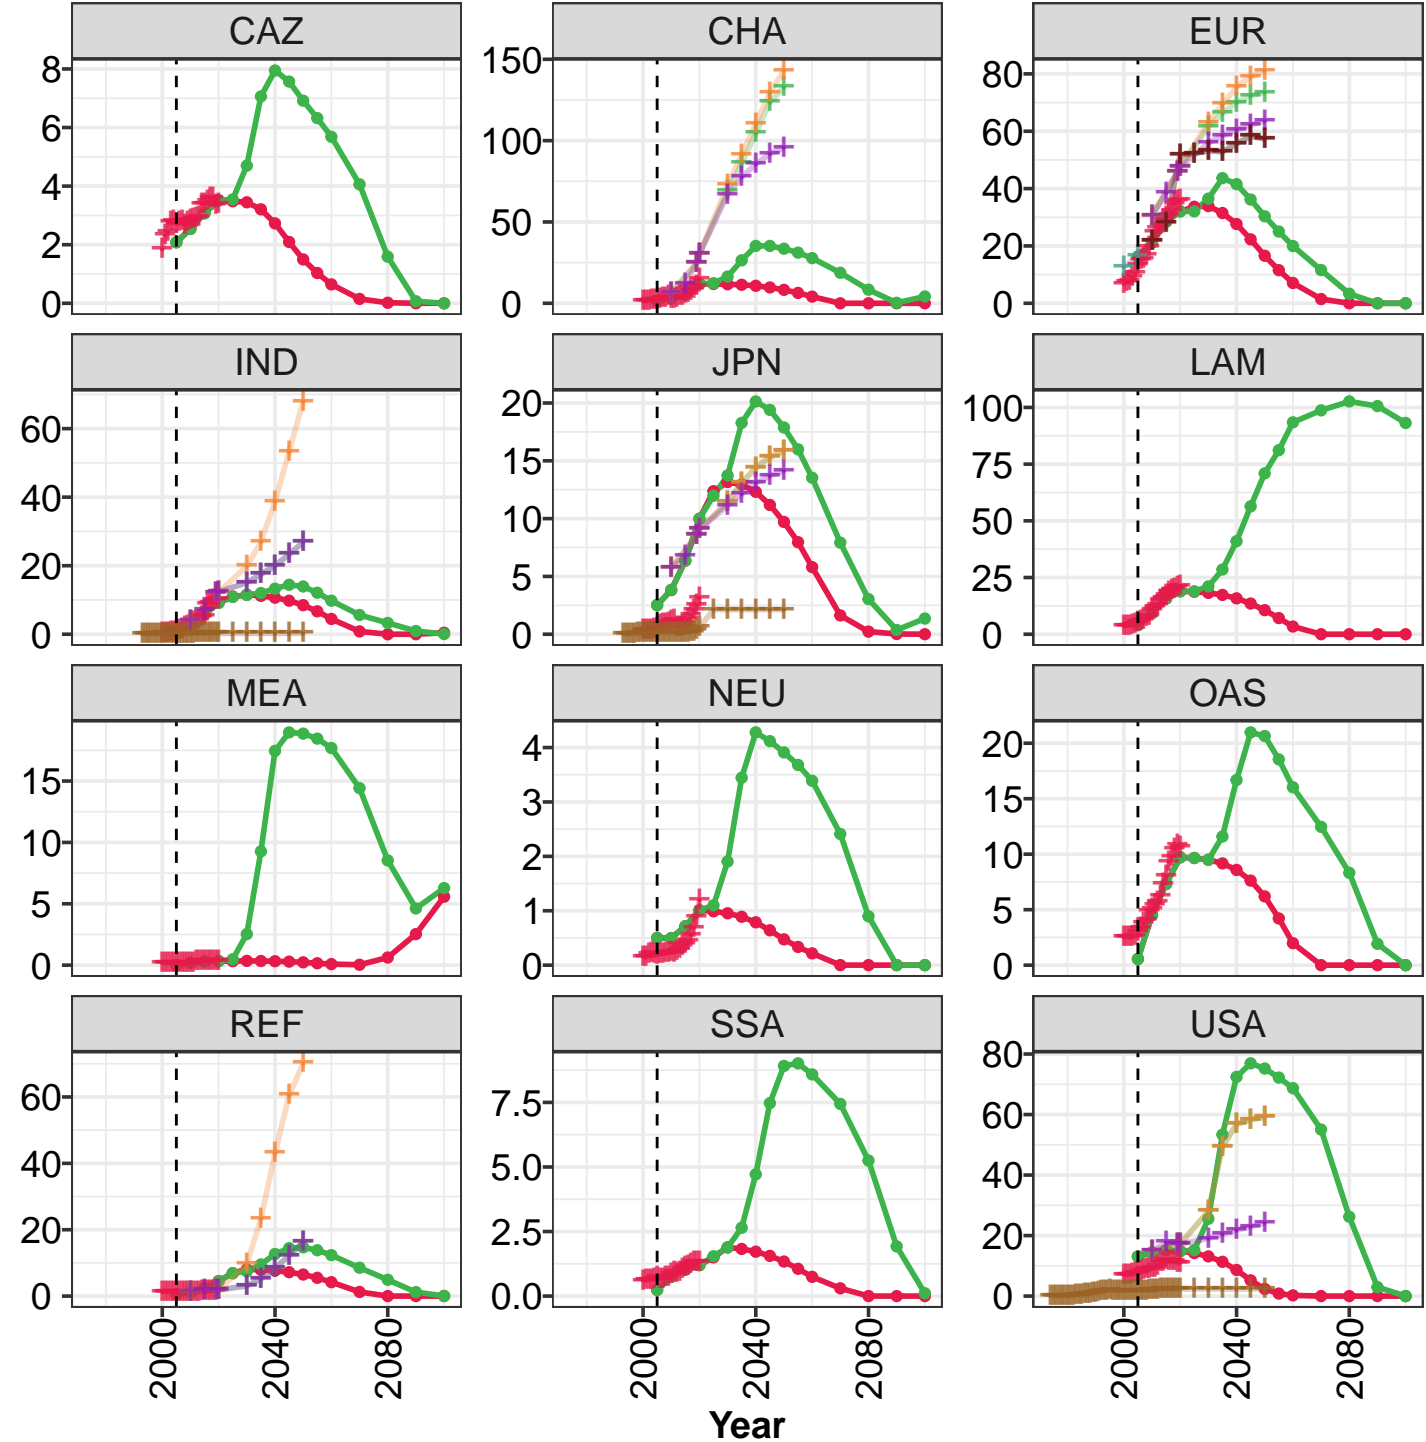 CAZ CHA EUR
8 6 4 2 0
150 100 50 0
80 60 40 20 0
IND JPN LAM
60 40 20 0
20 15 10 5 0
100 75 50 25 0
MEA NEU OAS
15 10 5 0
4 3 2 1 0
20 15 10 5 0
REF SSA USA
60 40 20 0
7.5 5.0 2.5 0.0
80 60 40 20 0
2000 2040 2080 2000 2040 2080 2000 2040 2080
Year